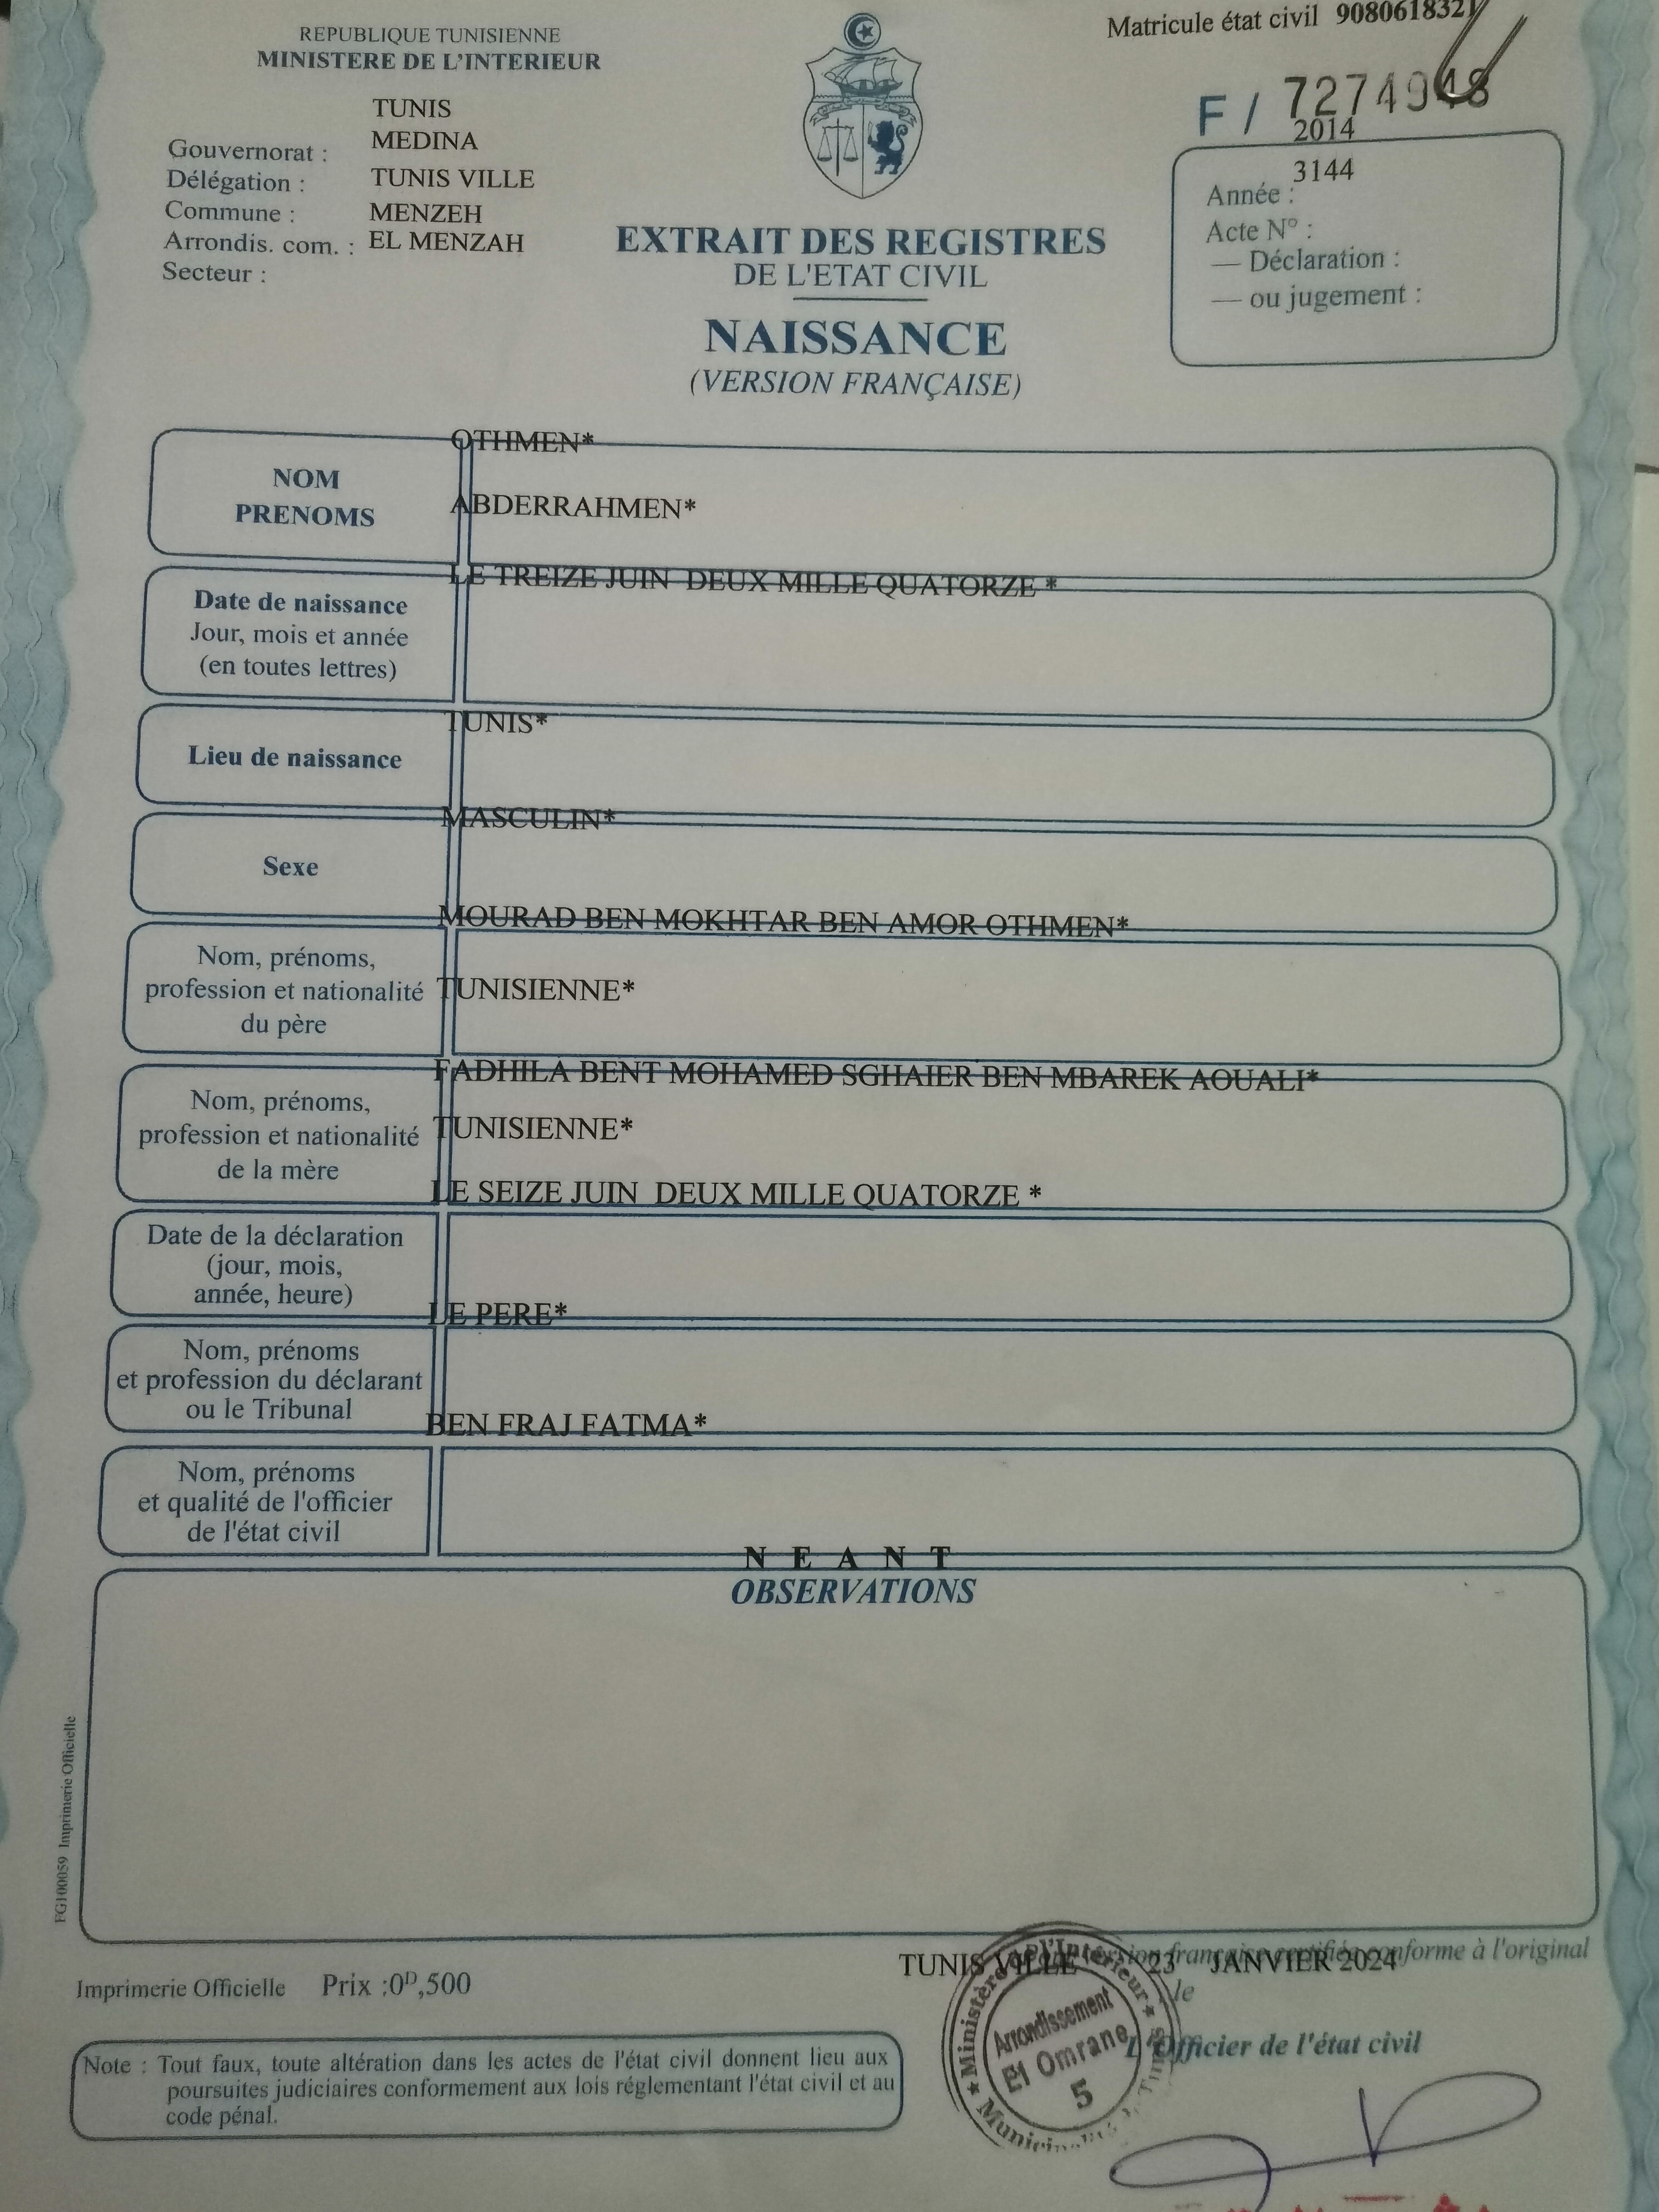 Matricule état civil 9080618321
REPUBLIQUE TUNISIENNE
MINISTERE DE L'INTERIEUR
F / 7274948
TUNIS
MEDINA
TUNIS VILLE
MENZEH
EL MENZAH
Gouvernorat :
Délégation :
Commune :
Arrondis. com. :
Secteur :
2014
3144
Année :
Acte N° :
— Déclaration :
— ou jugement :
EXTRAIT DES REGISTRES
DE L'ETAT CIVIL
NAISSANCE
(VERSION FRANÇAISE)
OTHMEN*
NOM
PRENOMS
ABDERRAHMEN*
LE TREIZE JUIN DEUX MILLE QUATORZE *
Date de naissance
Jour, mois et année
(en toutes lettres)
TUNIS*
Lieu de naissance
MASCULIN*
Sexe
MOURAD BEN MOKHTAR BEN AMOR OTHMEN*
Nom, prénoms,
profession et nationalité
du père
TUNISIENNE*
FADHILA BENT MOHAMED SGHAIER BEN MBAREK AOUALI*
Nom, prénoms,
profession et nationalité
de la mère
TUNISIENNE*
LE SEIZE JUIN DEUX MILLE QUATORZE *
Date de la déclaration
(jour, mois,
année, heure)
LE PERE*
Nom, prénoms
et profession du déclarant
ou le Tribunal
BEN FRAJ FATMA*
Nom, prénoms
et qualité de l'officier
de l'état civil
N E A N T
OBSERVATIONS
FG100059 Imprimerie Officielle
française certifiée conforme à l'original
TUNIS VILLE 23 JANVIER 2024
le
Imprimerie Officielle Prix :0ᴰ,500
L'Officier de l'état civil
Ministère de l'Intérieur
Arrondissement
El Omrane
5
Note : Tout faux, toute altération dans les actes de l'état civil donnent lieu aux
poursuites judiciaires conformement aux lois réglementant l'état civil et au
code pénal.